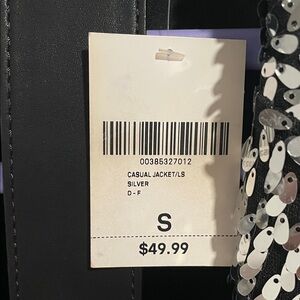 00385327012
CASUAL JACKET/LS
SILVER
D - F
S
$49.99